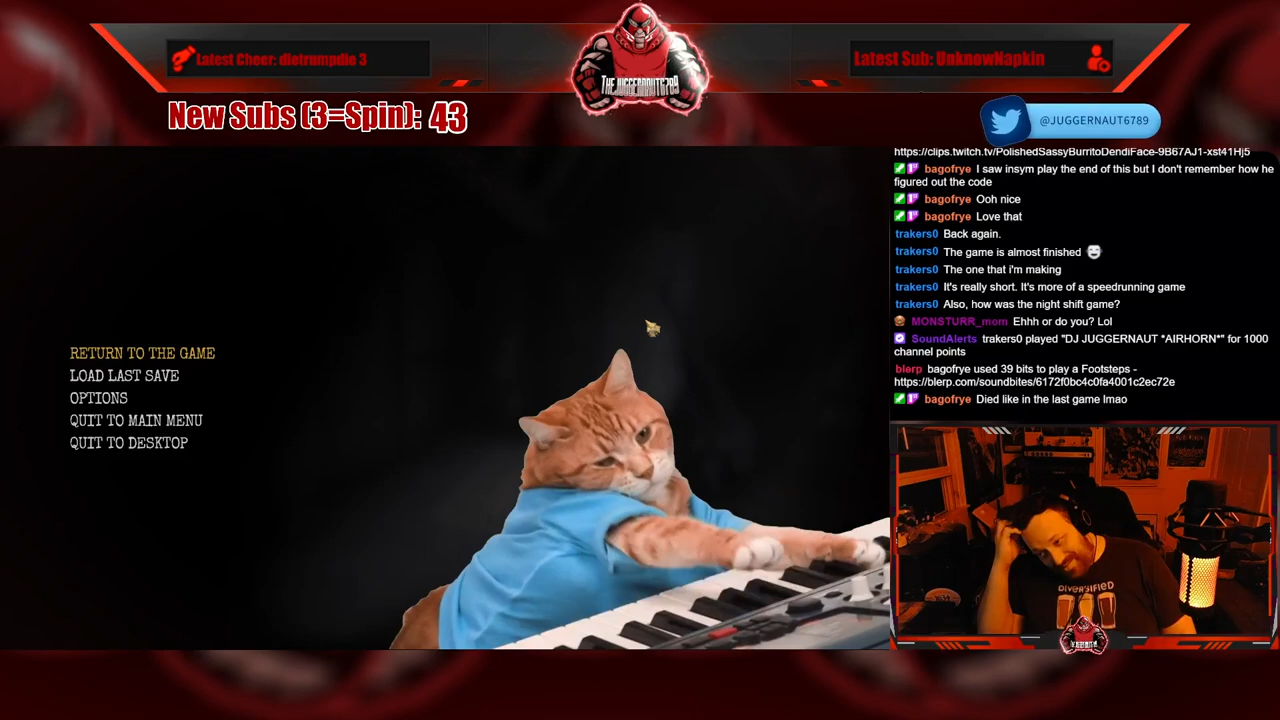 Latest Cheer: dietrumpdie 3
THEJUGGERNAUT6789
Latest Sub: UnknowNapkin
New Subs (3=Spin): 43
@JUGGERNAUT6789
https://clips.twitch.tv/PolishedSassyBurritoDendiFace-9B67AJ1-xst41Hj5
bagofrye I saw insym play the end of this but I don't remember how he
figured out the code
bagofrye Ooh nice
bagofrye Love that
trakers0 Back again.
trakers0 The game is almost finished
trakers0 The one that i'm making
trakers0 It's really short. It's more of a speedrunning game
trakers0 Also, how was the night shift game?
MONSTURR_mom Ehhh or do you? Lol
SoundAlerts trakers0 played "DJ JUGGERNAUT *AIRHORN*" for 1000
channel points
blerp bagofrye used 39 bits to play a Footsteps -
https://blerp.com/soundbites/6172f0bc4c0fa4001c2ec72e
bagofrye Died like in the last game lmao
RETURN TO THE GAME
LOAD LAST SAVE
OPTIONS
QUIT TO MAIN MENU
QUIT TO DESKTOP
DIVERSIFIED